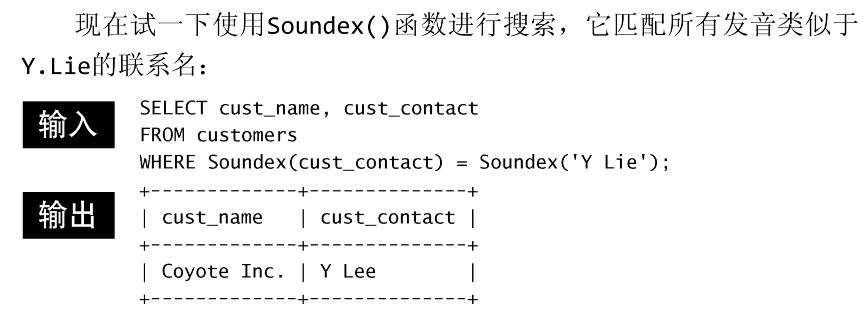 现在试一下使用Soundex()函数进行搜索，它匹配所有发音类似于
Y.Lie的联系名：
输入
SELECT cust_name, cust_contact
FROM customers
WHERE Soundex(cust_contact) = Soundex('Y Lie');
输出
+-------------+--------------+
| cust_name   | cust_contact |
+-------------+--------------+
| Coyote Inc. | Y Lee        |
+-------------+--------------+